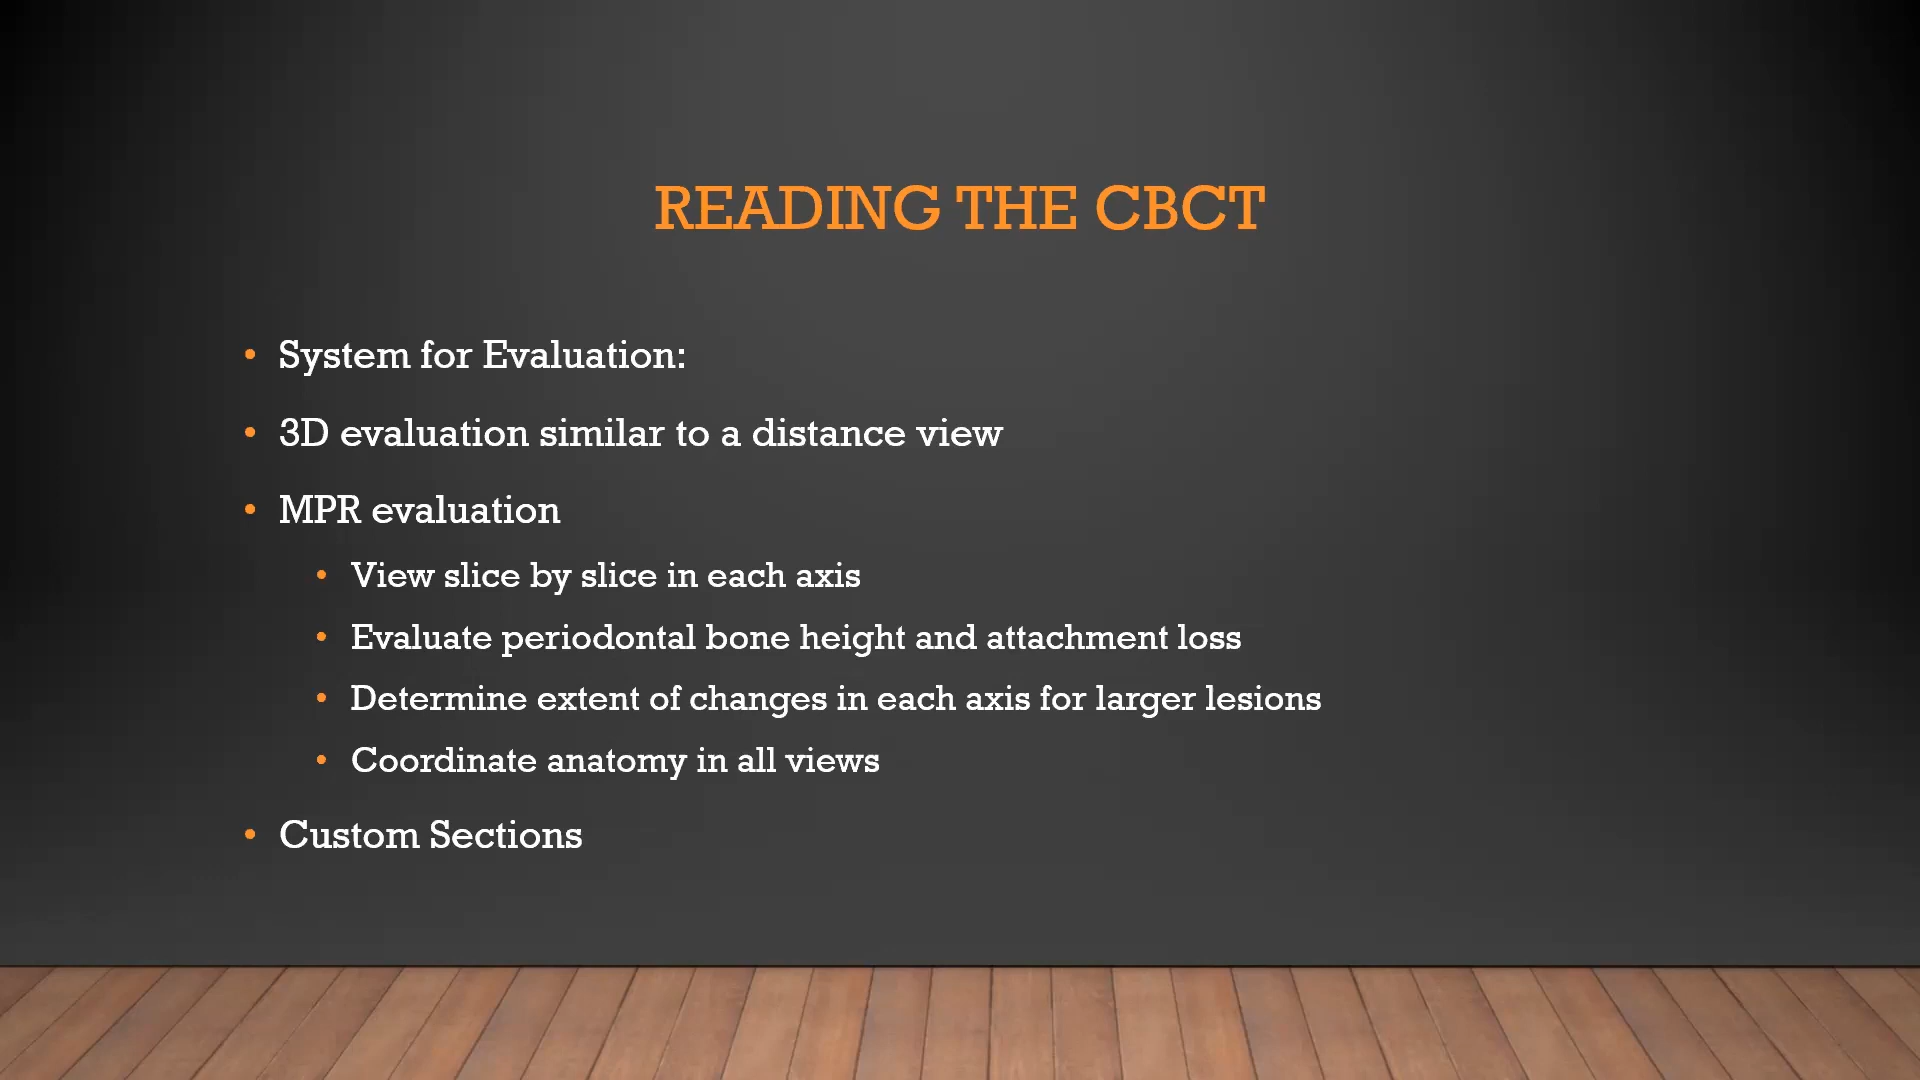 READING THE CBCT
• System for Evaluation:
• 3D evaluation similar to a distance view
• MPR evaluation
• View slice by slice in each axis
• Evaluate periodontal bone height and attachment loss
• Determine extent of changes in each axis for larger lesions
• Coordinate anatomy in all views
• Custom Sections